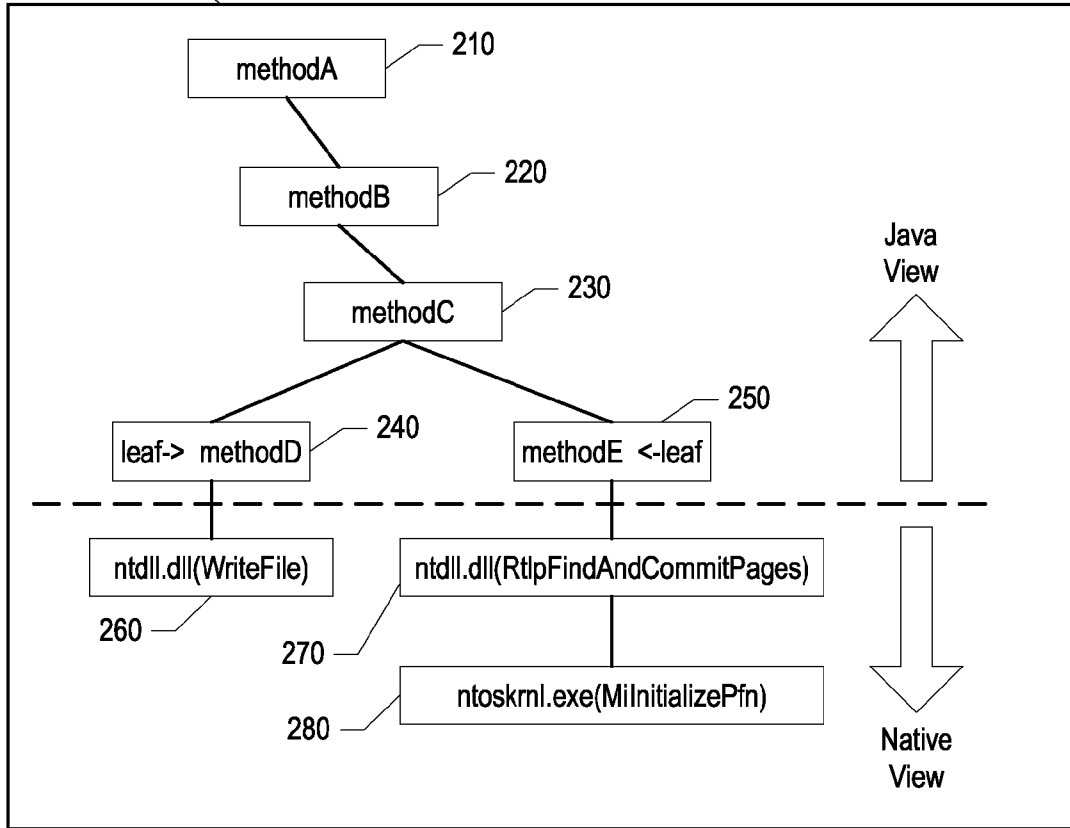 210
methodA
220
methodB
Java
View
230
methodC
250
240
leaf-> methodD
methodE <-leaf
ntdll.dll(WriteFile)
ntdll.dll(RtlpFindAndCommitPages)
260
270
ntoskrnl.exe(MiInitializePfn)
280
Native
View